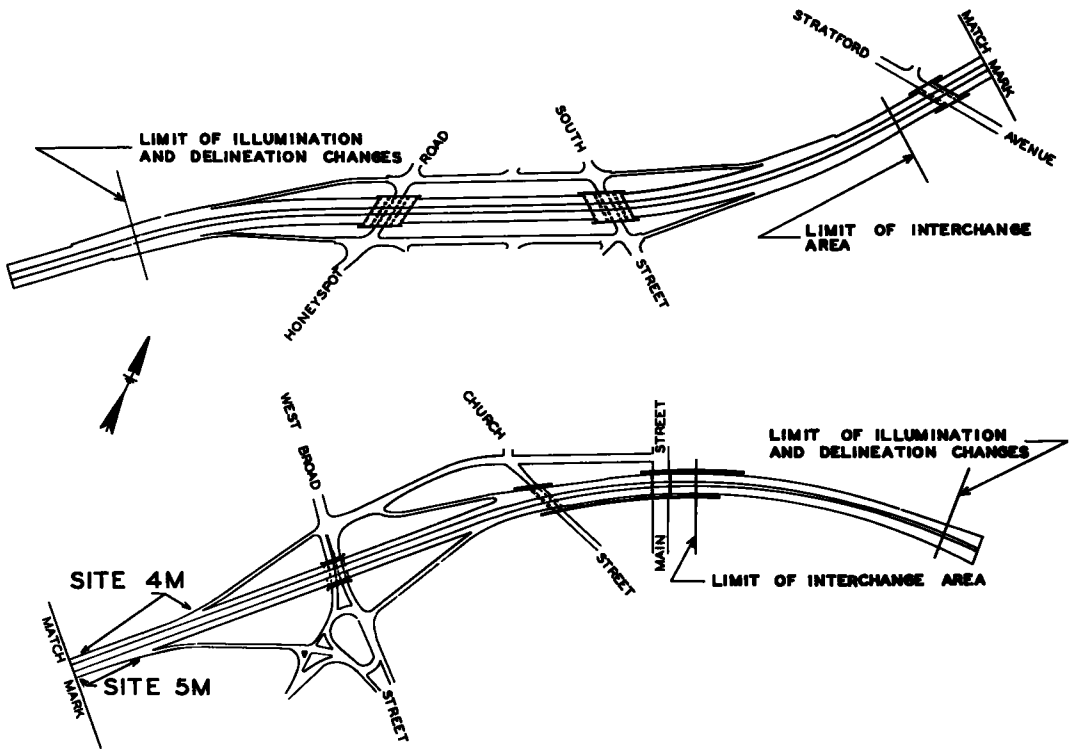 STRATFORD
AVENUE
MATCH MARK
LIMIT OF ILLUMINATION
AND DELINEATION CHANGES
ROAD
HONEYSPOT
SOUTH
STREET
LIMIT OF INTERCHANGE
AREA
WEST BROAD
STREET
CHURCH
STREET
STREET
MAIN
LIMIT OF ILLUMINATION
AND DELINEATION CHANGES
LIMIT OF INTERCHANGE AREA
SITE 4M
MATCH MARK
SITE 5M